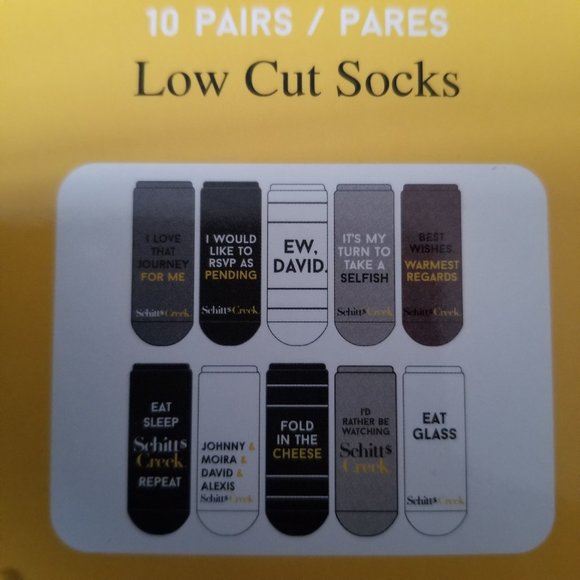 10 PAIRS / PARES
Low Cut Socks
I LOVE
THAT
JOURNEY
FOR ME
Schitt$Creek
I WOULD
LIKE TO
RSVP AS
PENDING
Schitt$Creek
EW,
DAVID.
IT'S MY
TURN TO
TAKE A
SELFISH
Schitt$Creek
BEST
WISHES
WARMEST
REGARDS
Schitt$Creek
EAT
SLEEP
Schitt$
Creek
REPEAT
JOHNNY &
MOIRA &
DAVID &
ALEXIS
Schitt$Creek
FOLD
IN THE
CHEESE
I'D
RATHER BE
WATCHING
Schitt$
Creek
EAT
GLASS
Schitt$Creek